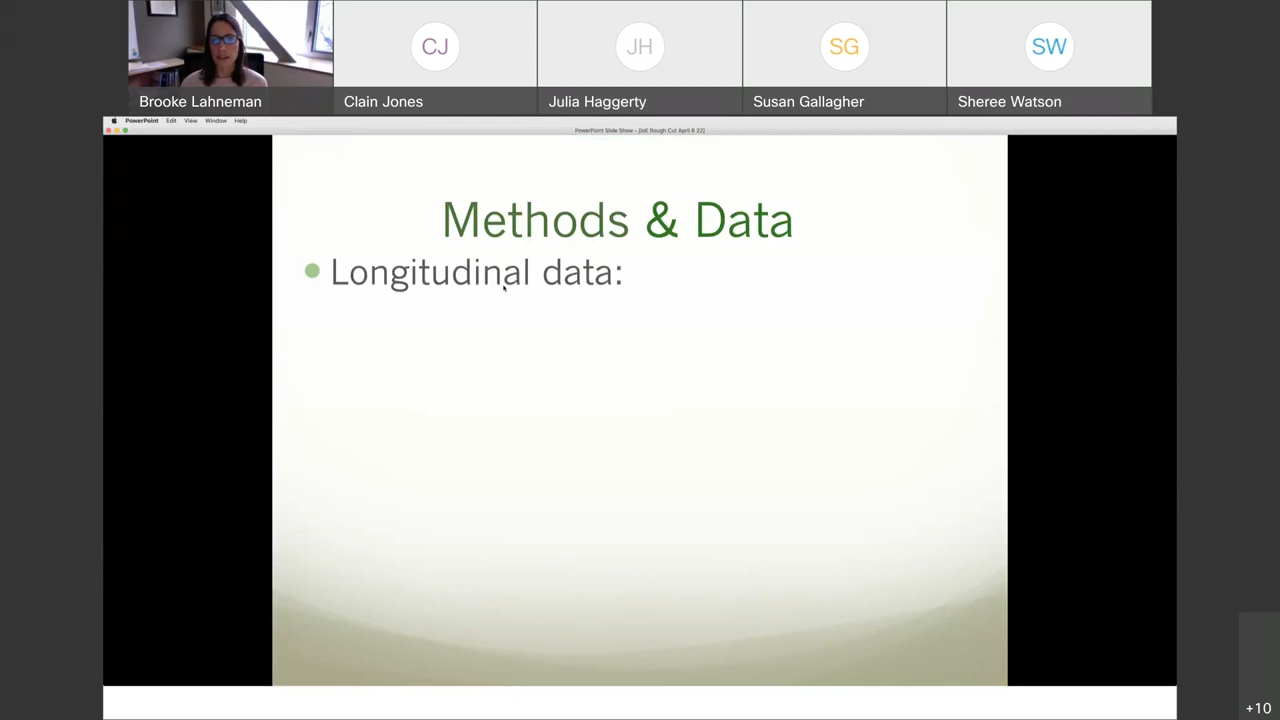 CJ
JH
SG
SW
Brooke Lahneman
Clain Jones
Julia Haggerty
Susan Gallagher
Sheree Watson
PowerPoint Edit View Window Help
PowerPoint Slide Show - [IoE Rough Cut April 6 22]
Methods & Data
Longitudinal data:
+10